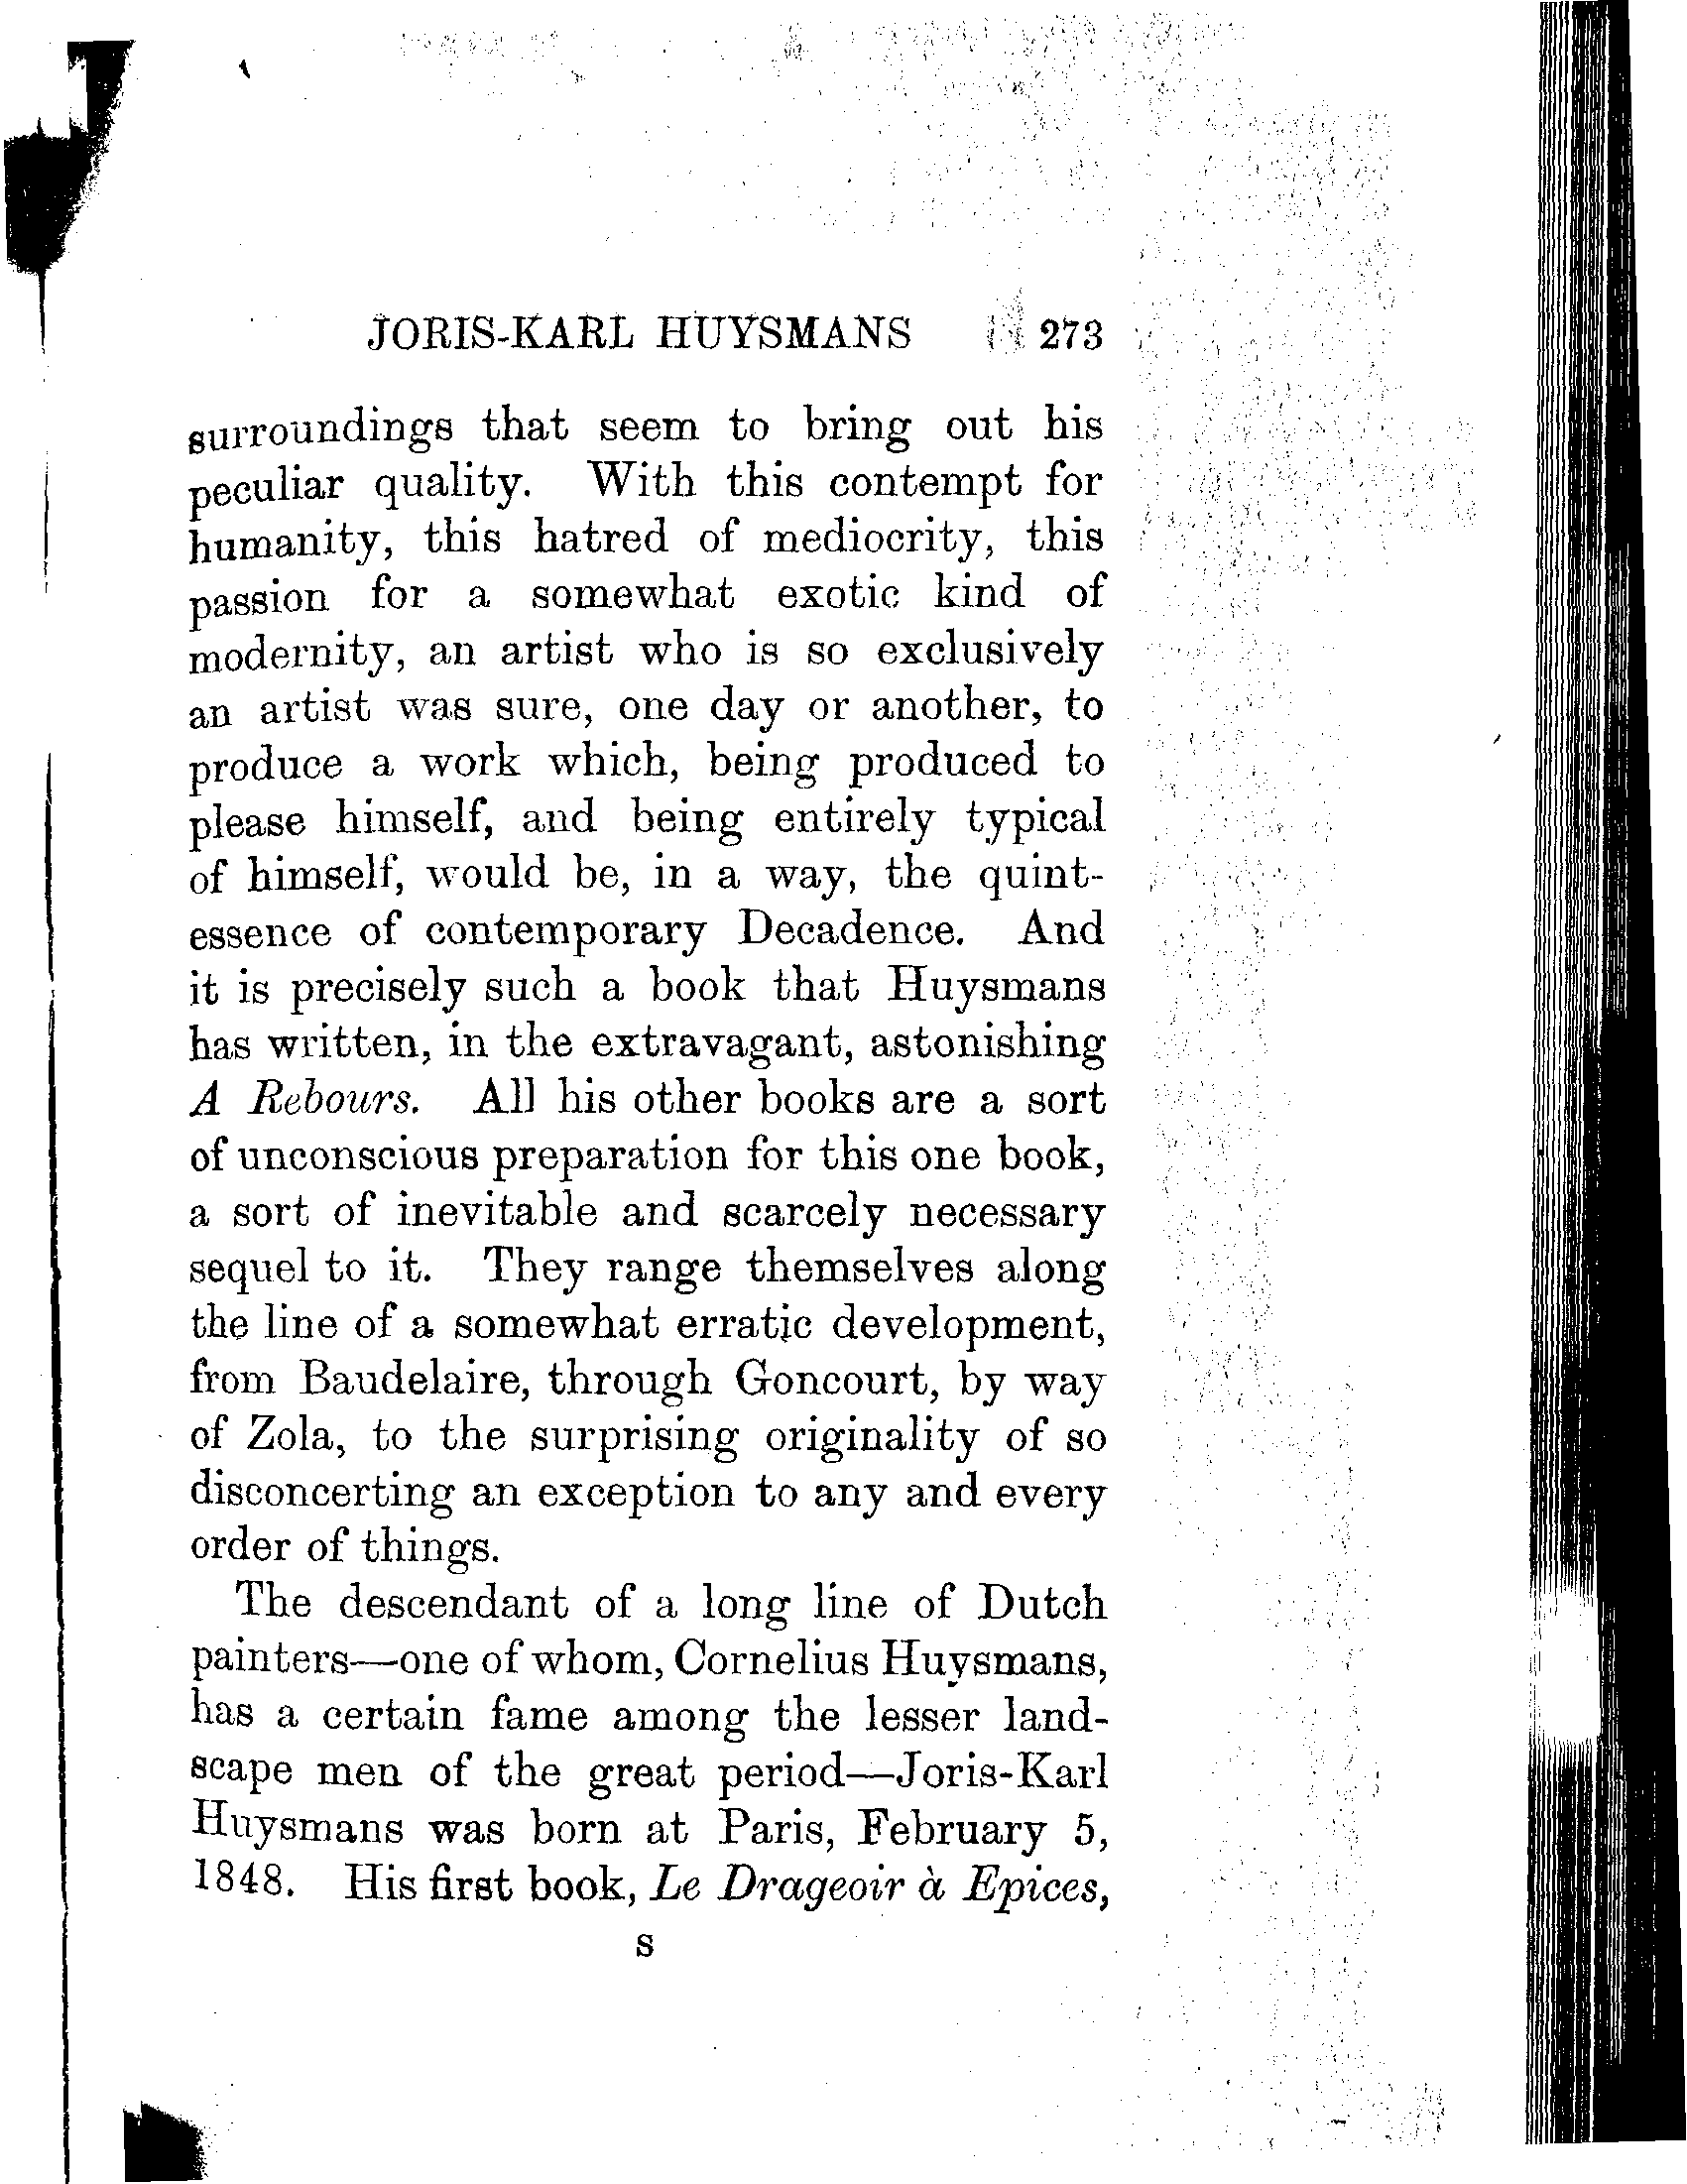 JORIS-KARL HUYSMANS 273
surroundings that seem to bring out his
peculiar quality. With this contempt for
humanity, this hatred of mediocrity, this
passion for a somewhat exotic kind of
modernity, an artist who is so exclusively
an artist was sure, one day or another, to
produce a work which, being produced to
please himself, and being entirely typical
of himself, would be, in a way, the quint-
essence of contemporary Decadence. And
it is precisely such a book that Huysmans
has written, in the extravagant, astonishing
A Rebours. All his other books are a sort
of unconscious preparation for this one book,
a sort of inevitable and scarcely necessary
sequel to it. They range themselves along
the line of a somewhat erratic development,
from Baudelaire, through Goncourt, by way
of Zola, to the surprising originality of so
disconcerting an exception to any and every
order of things.
The descendant of a long line of Dutch
painters—one of whom, Cornelius Huysmans,
has a certain fame among the lesser land-
scape men of the great period—Joris-Karl
Huysmans was born at Paris, February 5,
1848. His first book, Le Drageoir à Epices,
S